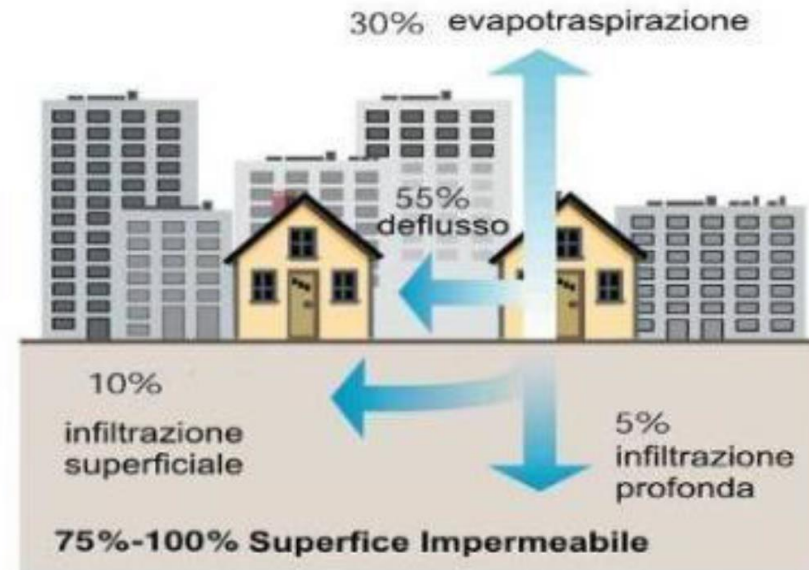 30% evapotraspirazione
55%
deflusso
10%
infiltrazione
superficiale
5%
infiltrazione
profonda
75%-100% Superfice Impermeabile